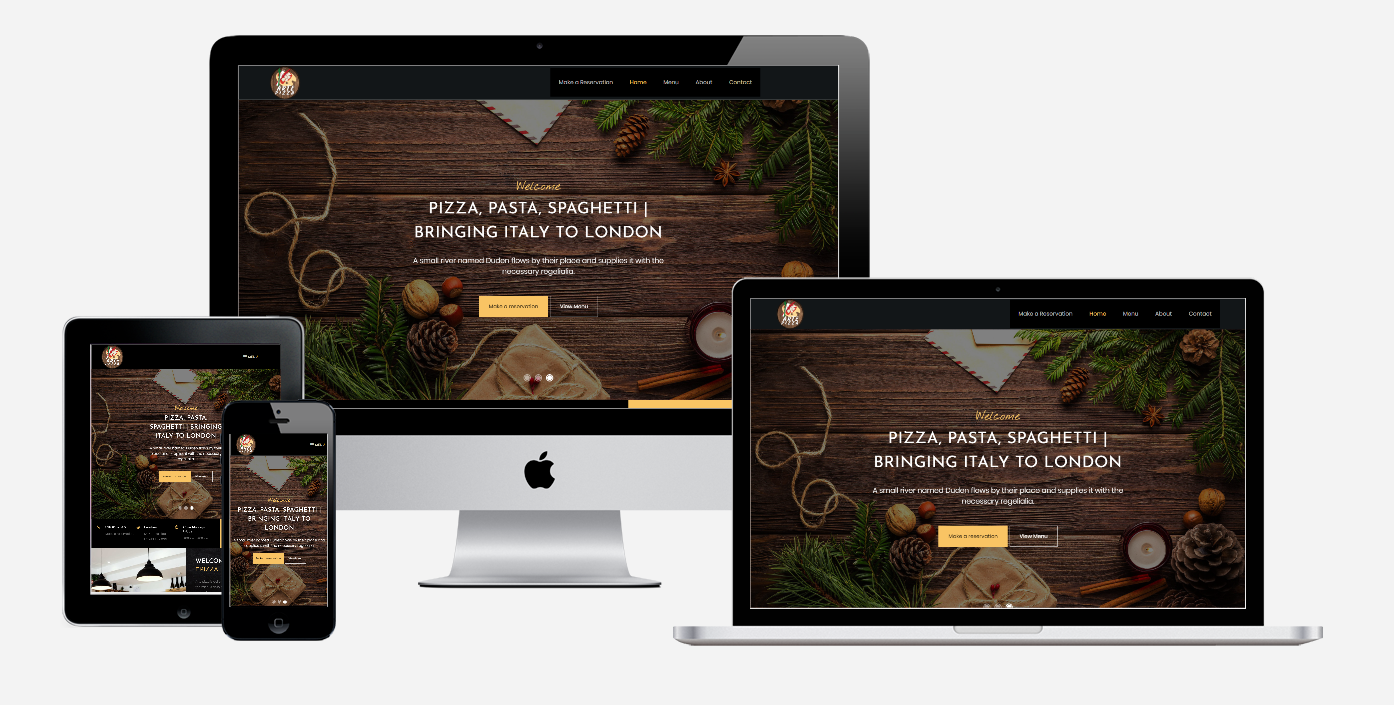 Make a Reservation Home Menu About Contact
Welcome
PIZZA, PASTA, SPAGHETTI |
BRINGING ITALY TO LONDON
A small river named Duden flows by their place and supplies it with the
necessary regelialia.
Make a reservation View Menu
Make a Reservation Home Menu About Contact
Welcome
PIZZA, PASTA, SPAGHETTI |
BRINGING ITALY TO LONDON
A small river named Duden flows by their place and supplies it with the
necessary regelialia.
Make a reservation View Menu
MENU
Welcome
PIZZA, PASTA,
SPAGHETTI | BRINGING
ITALY TO LONDON
WELCOM
MENU
Welcome
PIZZA, PASTA, SPAGHETTI |
BRINGING ITALY TO
LONDON